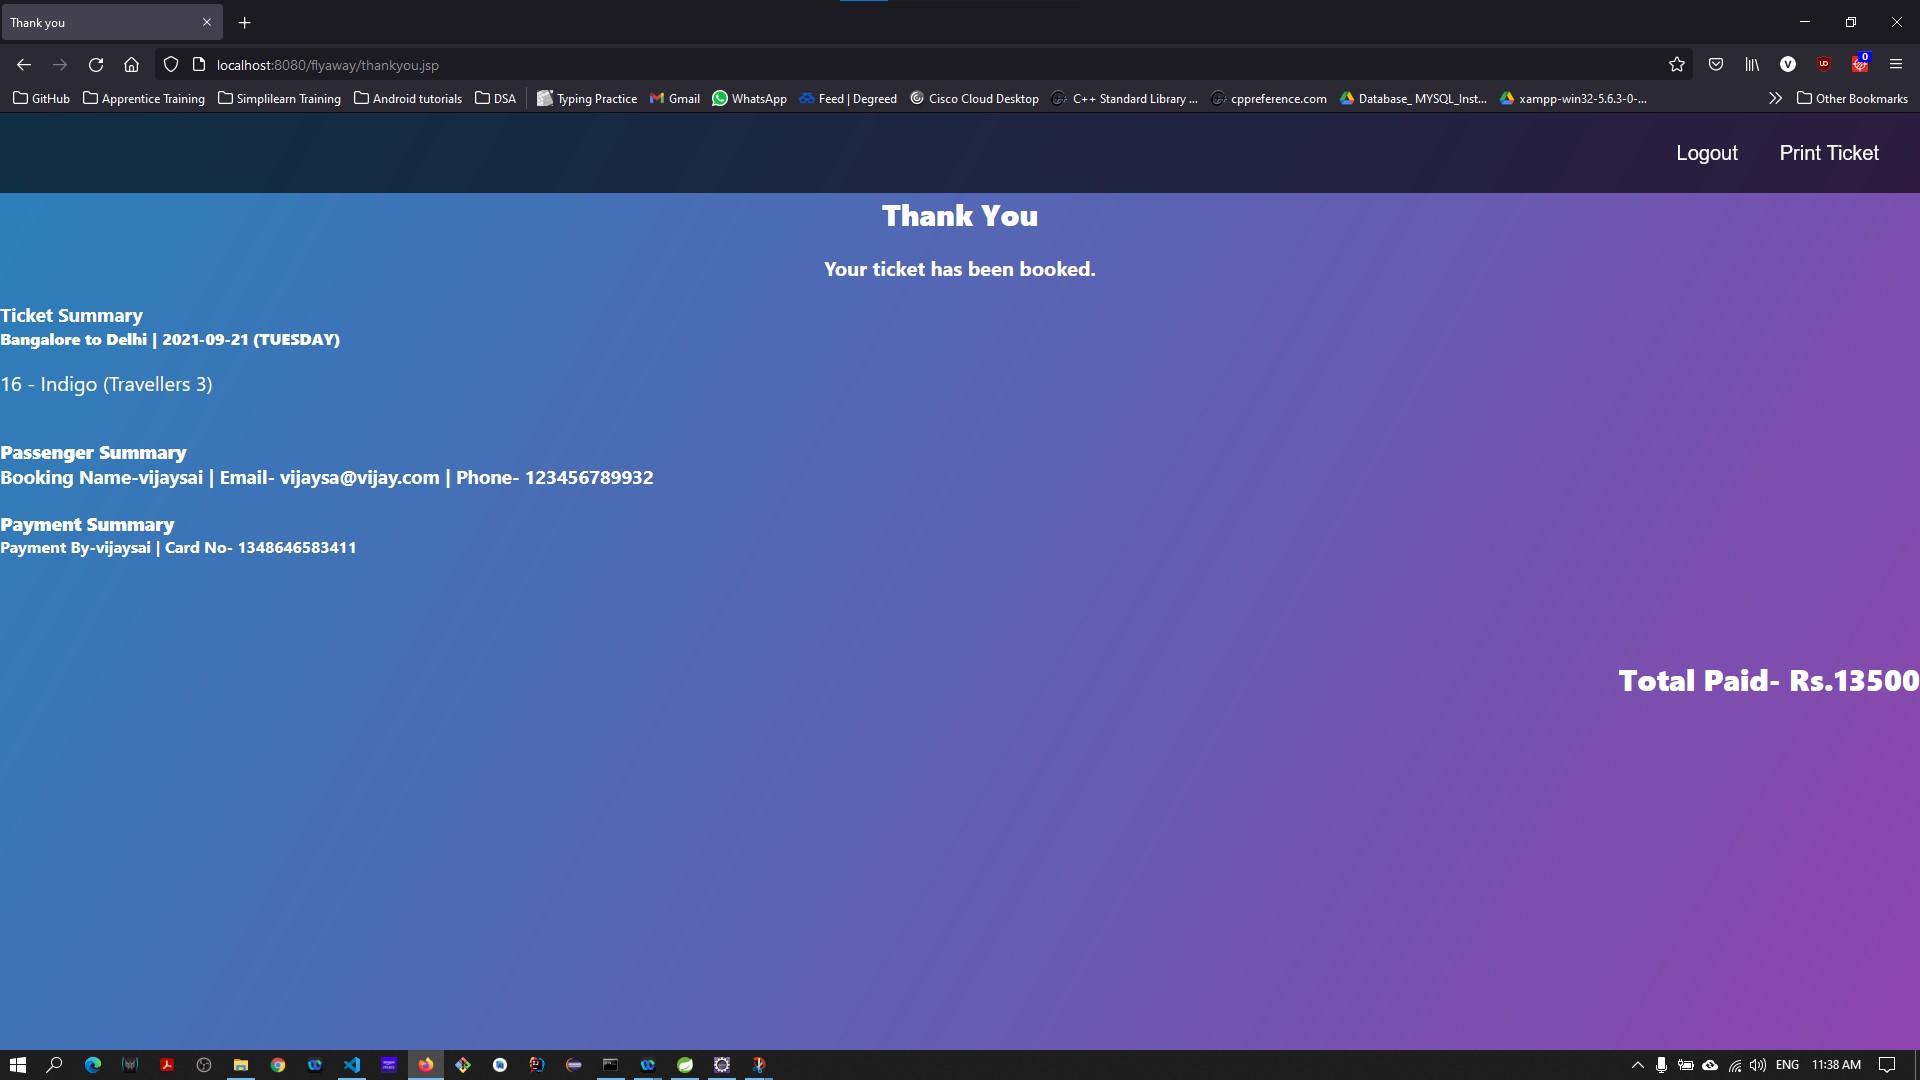 Thank you
localhost:8080/flyaway/thankyou.jsp
0
GitHub Apprentice Training Simplilearn Training Android tutorials DSA Typing Practice Gmail WhatsApp Feed | Degreed Cisco Cloud Desktop C++ Standard Library ... cppreference.com Database_ MYSQL_Inst... xampp-win32-5.6.3-0-... Other Bookmarks
Logout Print Ticket
Thank You
Your ticket has been booked.
Ticket Summary
Bangalore to Delhi | 2021-09-21 (TUESDAY)
16 - Indigo (Travellers 3)
Passenger Summary
Booking Name-vijaysai | Email- vijaysa@vijay.com | Phone- 123456789932
Payment Summary
Payment By-vijaysai | Card No- 1348646583411
Total Paid- Rs.13500
ENG 11:38 AM